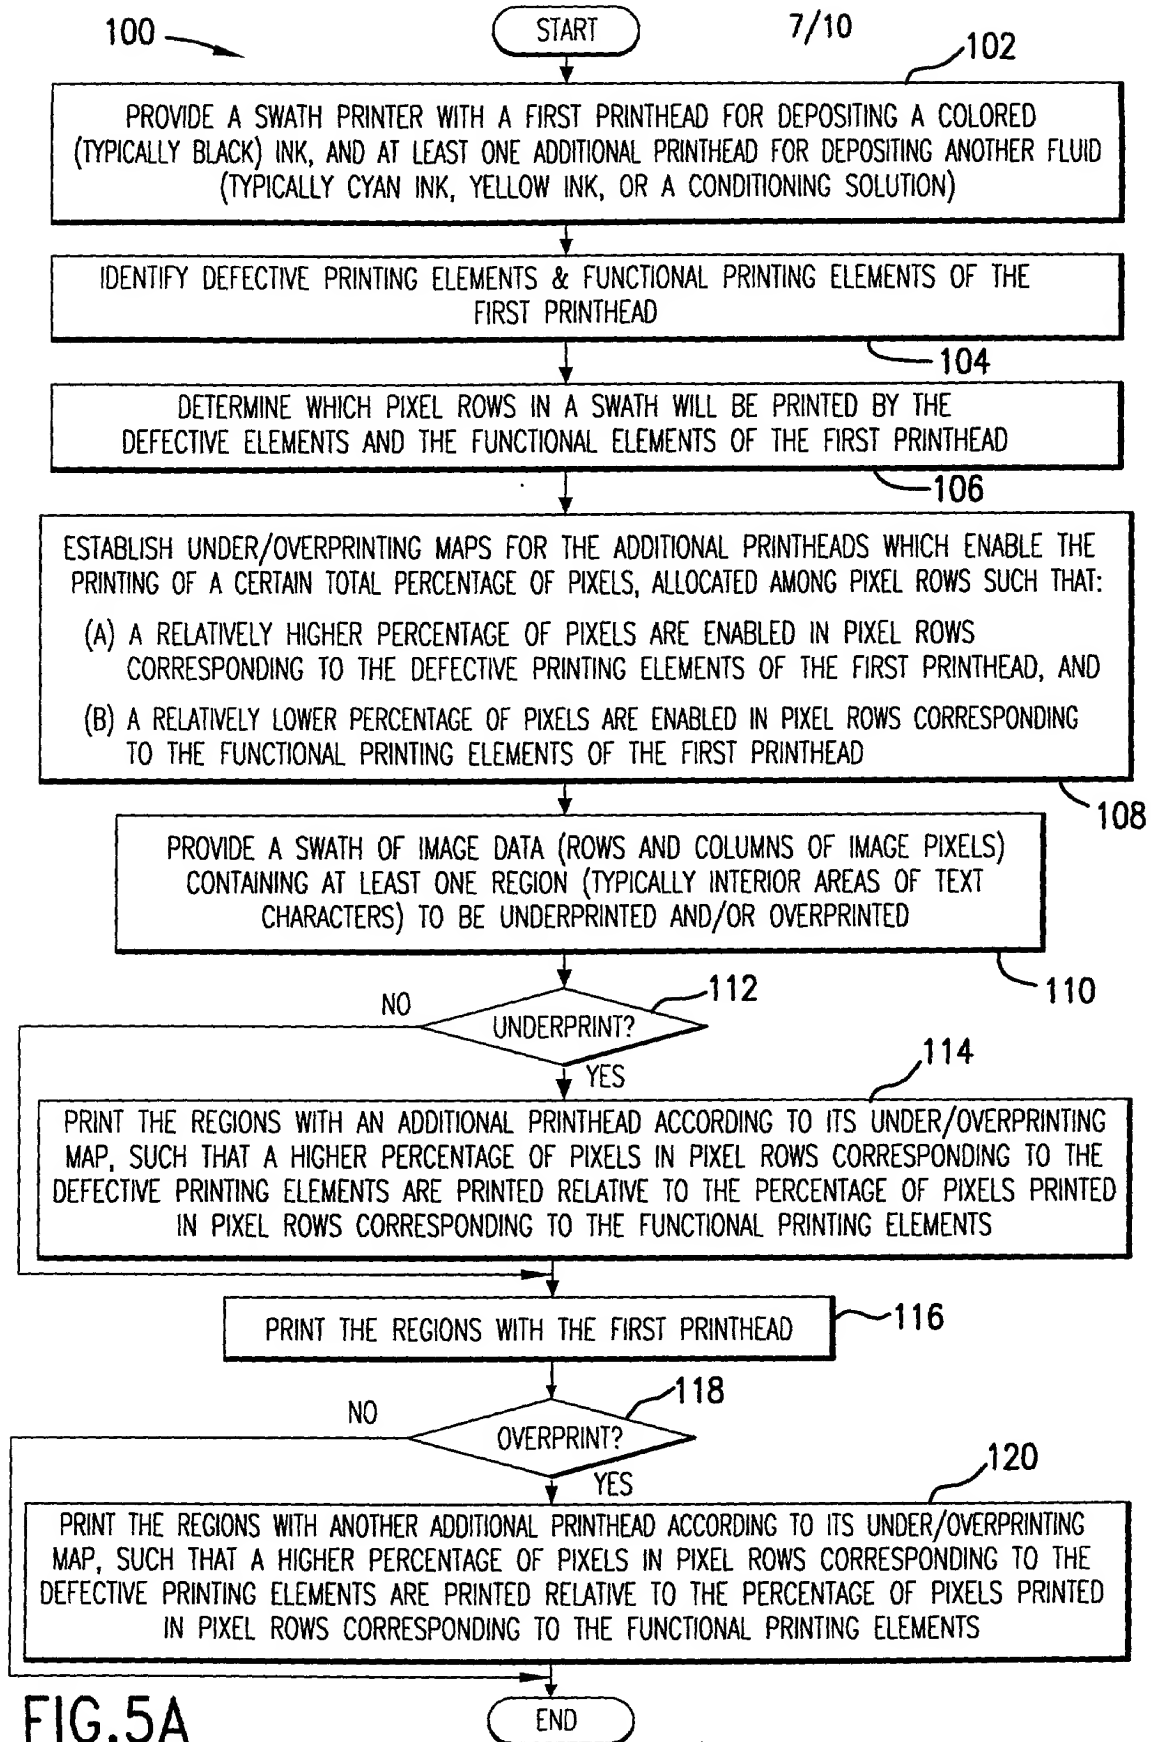 100
START
7/10
102
PROVIDE A SWATH PRINTER WITH A FIRST PRINTHEAD FOR DEPOSITING A COLORED
(TYPICALLY BLACK) INK, AND AT LEAST ONE ADDITIONAL PRINTHEAD FOR DEPOSITING ANOTHER FLUID
(TYPICALLY CYAN INK, YELLOW INK, OR A CONDITIONING SOLUTION)
IDENTIFY DEFECTIVE PRINTING ELEMENTS & FUNCTIONAL PRINTING ELEMENTS OF THE
FIRST PRINTHEAD
104
DETERMINE WHICH PIXEL ROWS IN A SWATH WILL BE PRINTED BY THE
DEFECTIVE ELEMENTS AND THE FUNCTIONAL ELEMENTS OF THE FIRST PRINTHEAD
106
ESTABLISH UNDER/OVERPRINTING MAPS FOR THE ADDITIONAL PRINTHEADS WHICH ENABLE THE
PRINTING OF A CERTAIN TOTAL PERCENTAGE OF PIXELS, ALLOCATED AMONG PIXEL ROWS SUCH THAT:
(A) A RELATIVELY HIGHER PERCENTAGE OF PIXELS ARE ENABLED IN PIXEL ROWS
CORRESPONDING TO THE DEFECTIVE PRINTING ELEMENTS OF THE FIRST PRINTHEAD, AND
(B) A RELATIVELY LOWER PERCENTAGE OF PIXELS ARE ENABLED IN PIXEL ROWS CORRESPONDING
TO THE FUNCTIONAL PRINTING ELEMENTS OF THE FIRST PRINTHEAD
108
PROVIDE A SWATH OF IMAGE DATA (ROWS AND COLUMNS OF IMAGE PIXELS)
CONTAINING AT LEAST ONE REGION (TYPICALLY INTERIOR AREAS OF TEXT
CHARACTERS) TO BE UNDERPRINTED AND/OR OVERPRINTED
110
NO
112
UNDERPRINT?
YES
114
PRINT THE REGIONS WITH AN ADDITIONAL PRINTHEAD ACCORDING TO ITS UNDER/OVERPRINTING
MAP, SUCH THAT A HIGHER PERCENTAGE OF PIXELS IN PIXEL ROWS CORRESPONDING TO THE
DEFECTIVE PRINTING ELEMENTS ARE PRINTED RELATIVE TO THE PERCENTAGE OF PIXELS PRINTED
IN PIXEL ROWS CORRESPONDING TO THE FUNCTIONAL PRINTING ELEMENTS
PRINT THE REGIONS WITH THE FIRST PRINTHEAD
116
NO
118
OVERPRINT?
YES
120
PRINT THE REGIONS WITH ANOTHER ADDITIONAL PRINTHEAD ACCORDING TO ITS UNDER/OVERPRINTING
MAP, SUCH THAT A HIGHER PERCENTAGE OF PIXELS IN PIXEL ROWS CORRESPONDING TO THE
DEFECTIVE PRINTING ELEMENTS ARE PRINTED RELATIVE TO THE PERCENTAGE OF PIXELS PRINTED
IN PIXEL ROWS CORRESPONDING TO THE FUNCTIONAL PRINTING ELEMENTS
FIG.5A
END